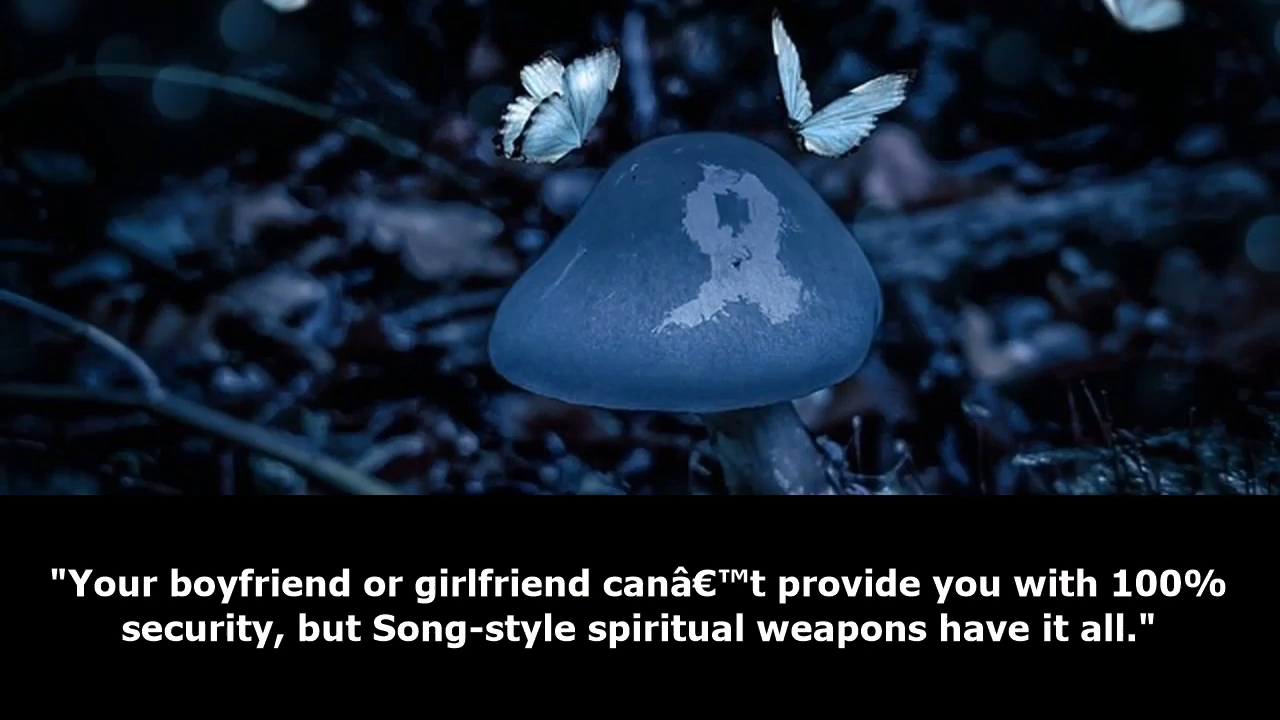 "Your boyfriend or girlfriend canâ€™t provide you with 100%
security, but Song-style spiritual weapons have it all."